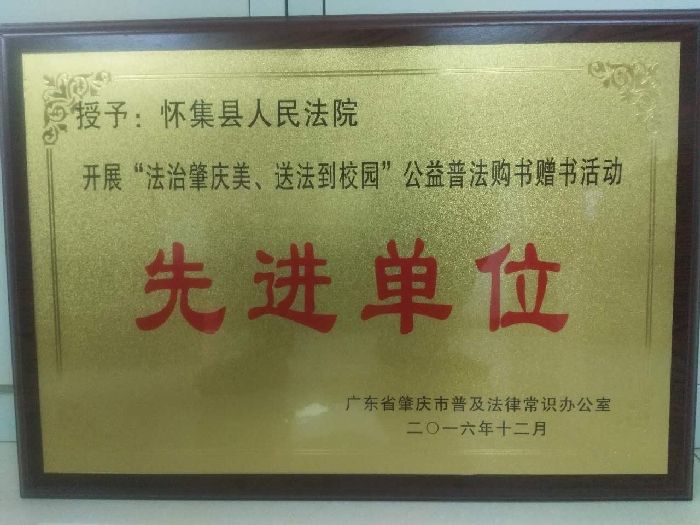 授予：怀集县人民法院
开展“法治肇庆美、送法到校园”公益普法购书赠书活动
先进单位
广东省肇庆市普及法律常识办公室
二〇一六年十二月